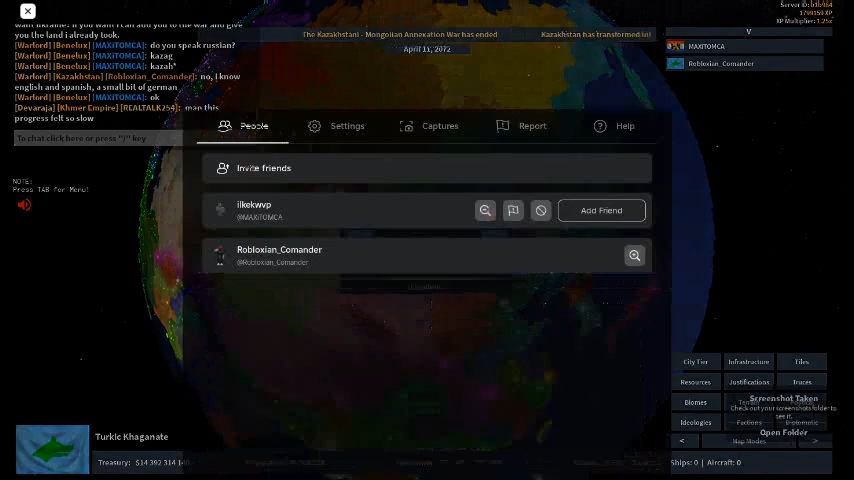 want Ukraine? If you want I can add you to the war and give
you the land I already took.
[Warlord] [Benelux] [MAXiTOMCA]: do you speak russian?
[Warlord] [Benelux] [MAXiTOMCA]: kazag
[Warlord] [Benelux] [MAXiTOMCA]: kazah*
[Warlord] [Kazakhstan] [Robloxian_Comander]: no, I know
english and spanish, a small bit of german
[Warlord] [Benelux] [MAXiTOMCA]: ok
[Devaraja] [Khmer Empire] [REALTALK254]: map this
progress felt so slow
To chat click here or press "/" key
NOTE:
Press TAB for Menu!
The Kazakhstani - Mongolian Annexation War has ended
Kazakhstan has transformed int
April 11, 2072
Server ID:
1799159 XP
XP Multiplier: 1.25x
V
MAXiTOMCA
Robloxian_Comander
People
Settings
Captures
Report
Help
Invite friends
ilkekwvp
@MAXiTOMCA
Add Friend
Robloxian_Comander
@Robloxian_Comander
City Tier
Infrastructure
Tiles
Resources
Justifications
Truces
Biomes
Ideologies
Factions
Diplomatic
<
Map Modes
>
Screenshot Taken
Check out your screenshots folder to
see it.
Open Folder
Turkic Khaganate
Treasury: $14 392 314
Ships: 0 | Aircraft: 0